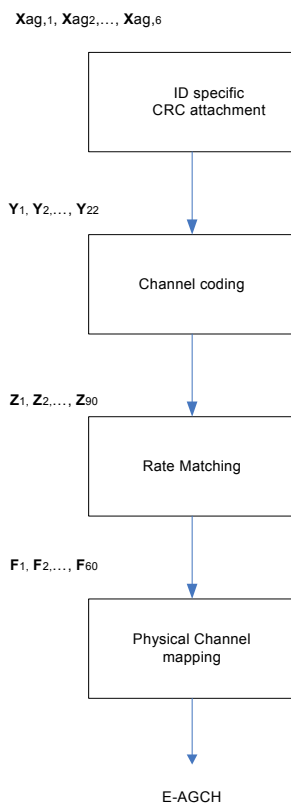 Xag,1, Xag2,..., Xag,6
ID specific
CRC attachment
Y1, Y2,..., Y22
Channel coding
Z1, Z2,..., Z90
Rate Matching
F1, F2,..., F60
Physical Channel
mapping
E-AGCH